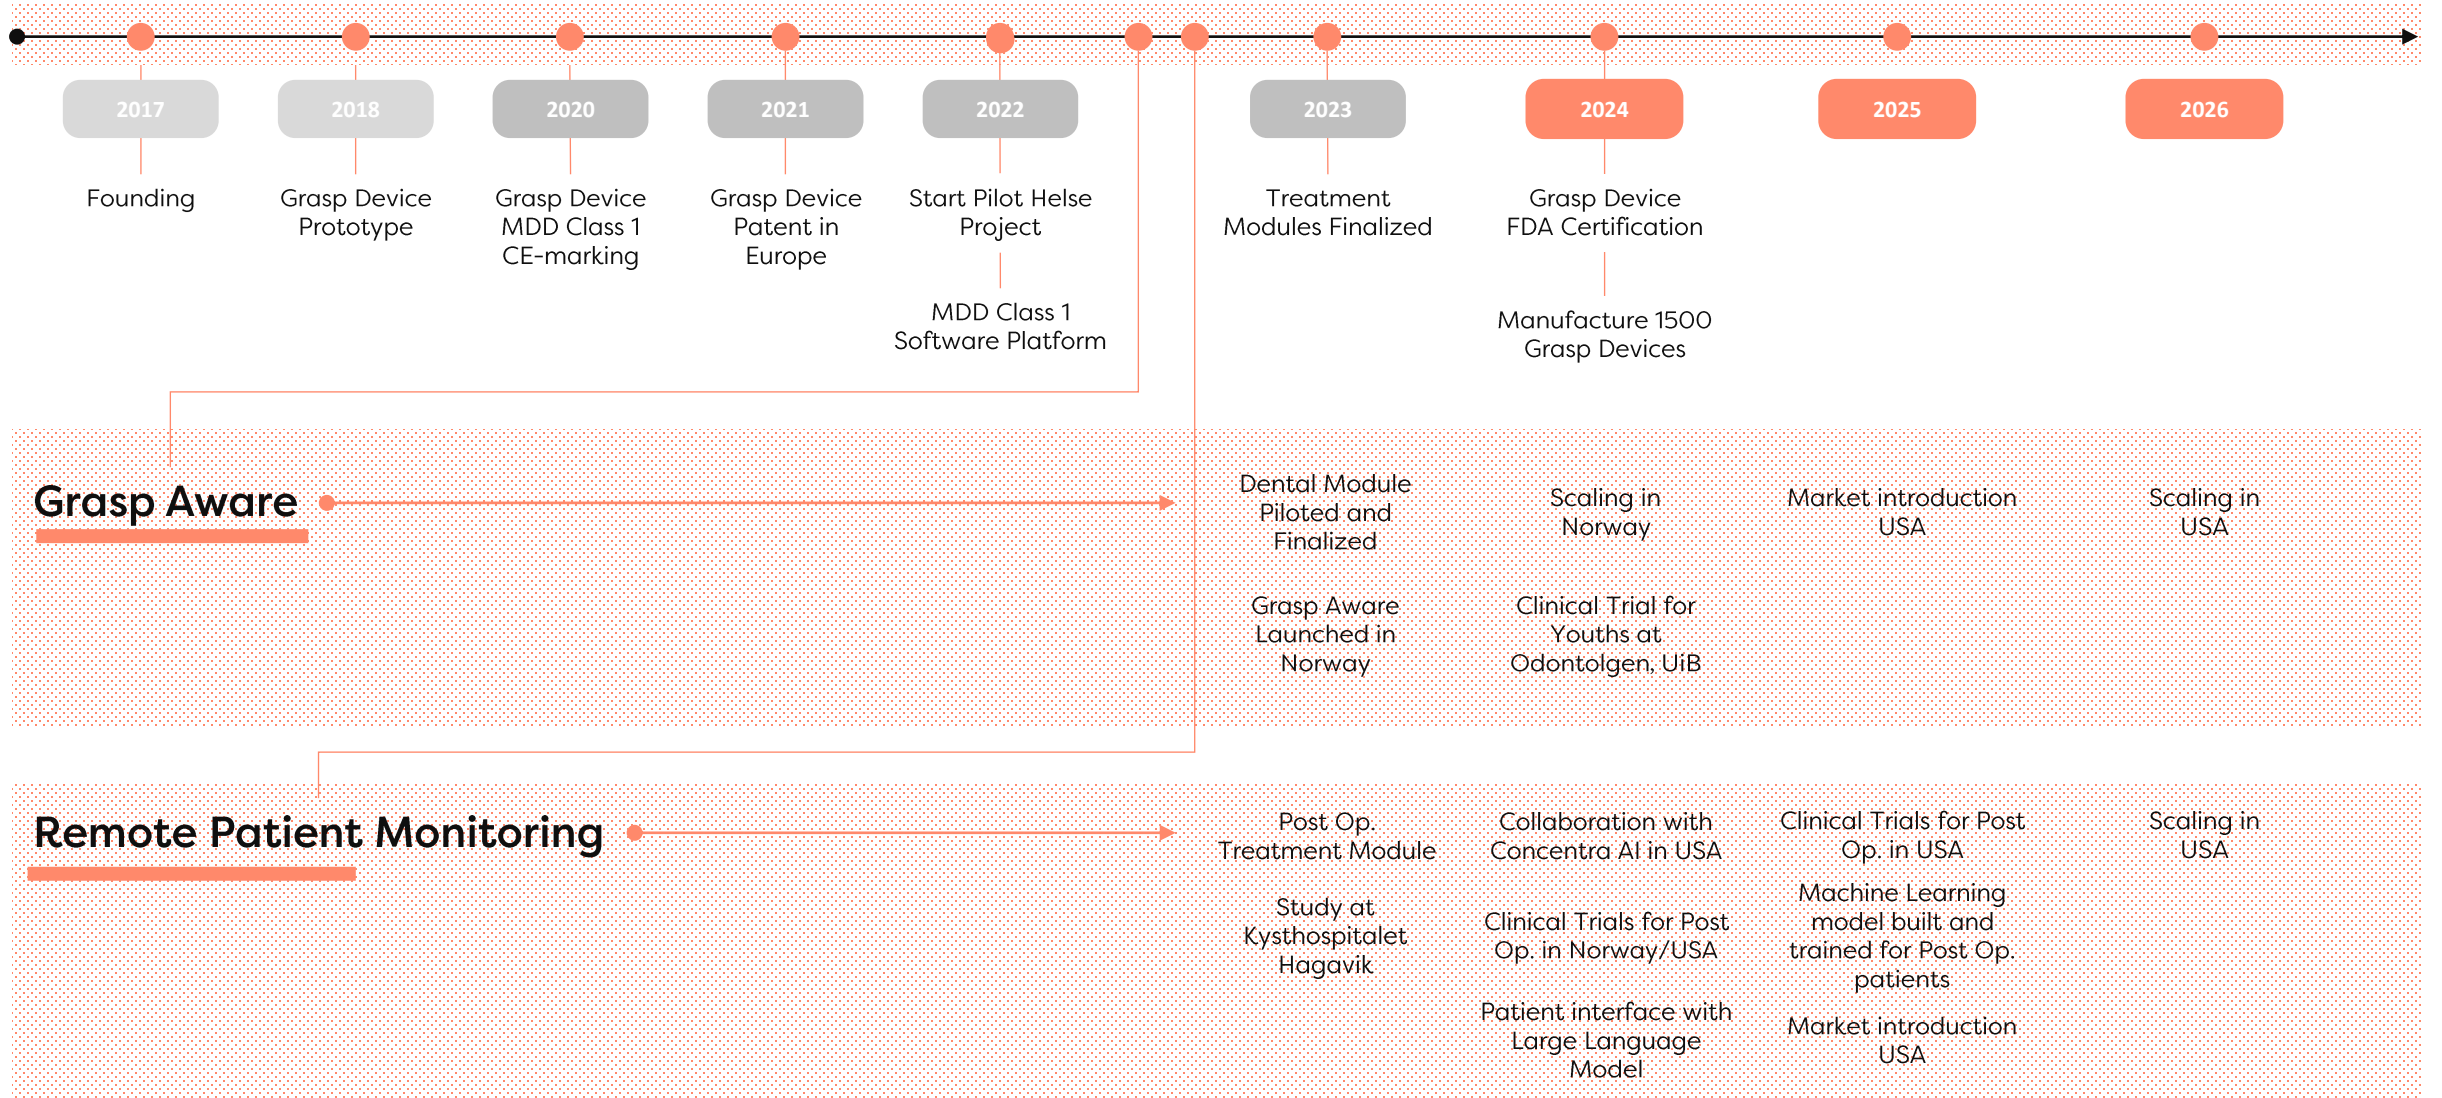 2017
2018
2020
2021
2022
2023
2024
2025
2026
Founding
Grasp Device
Prototype
Grasp Device
MDD Class 1
CE-marking
Grasp Device
Patent in
Europe
Start Pilot Helse
Project
MDD Class 1
Software Platform
Treatment
Modules Finalized
Grasp Device
FDA Certification
Manufacture 1500
Grasp Devices
Grasp Aware
Dental Module
Piloted and
Finalized
Grasp Aware
Launched in
Norway
Scaling in
Norway
Clinical Trial for
Youths at
Odontolgen, UiB
Market introduction
USA
Scaling in
USA
Remote Patient Monitoring
Post Op.
Treatment Module
Study at
Kysthospitalet
Hagavik
Collaboration with
Concentra AI in USA
Clinical Trials for Post
Op. in Norway/USA
Patient interface with
Large Language
Model
Clinical Trials for Post
Op. in USA
Machine Learning
model built and
trained for Post Op.
patients
Market introduction
USA
Scaling in
USA